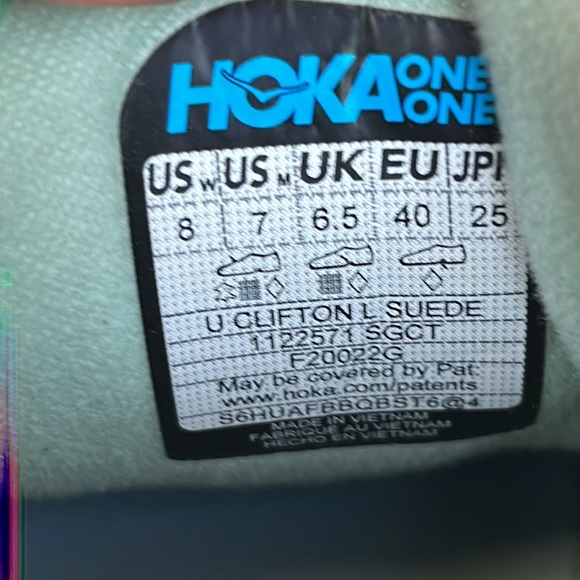 HOKA ONE ONE
US W US M UK EU JP
8 7 6.5 40 25
U CLIFTON L SUEDE
1122571 SGCT
F20022G
May be covered by Pat:
www.hoka.com/patents
S6HUAFBBQBST6@4
MADE IN VIETNAM
FABRIQUE AU VIETNAM
HECHO EN VIETNAM